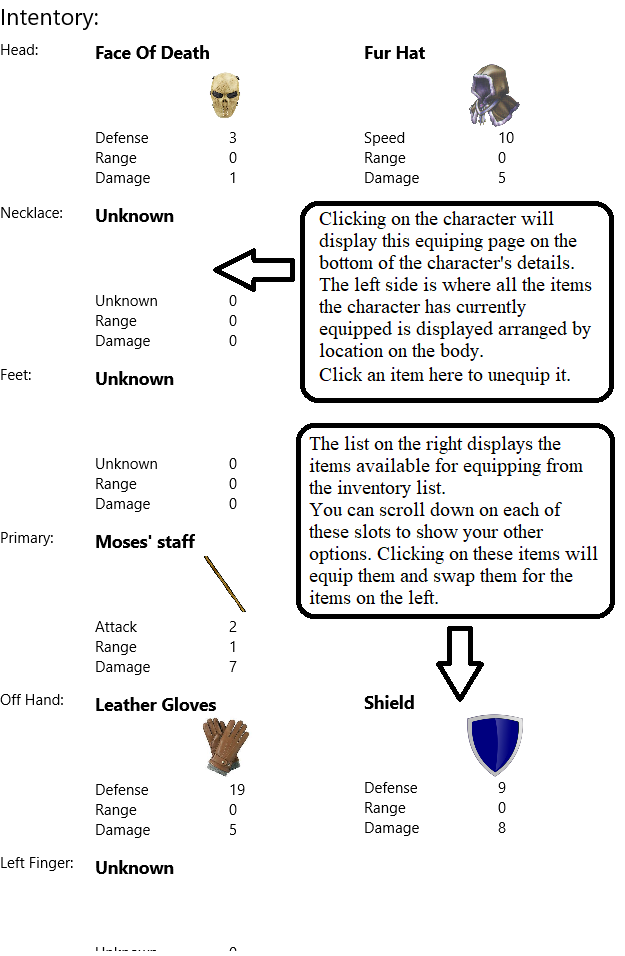 Intentory:
Head:
Face Of Death
Fur Hat
Defense 3
Speed 10
Range 0
Range 0
Damage 1
Damage 5
Necklace:
Unknown
Clicking on the character will
display this equiping page on the
bottom of the character's details.
The left side is where all the items
the character has currently
equipped is displayed arranged by
location on the body.
Click an item here to unequip it.
Unknown 0
Range 0
Damage 0
Feet:
Unknown
The list on the right displays the
items available for equipping from
the inventory list.
You can scroll down on each of
these slots to show your other
options. Clicking on these items will
equip them and swap them for the
items on the left.
Unknown 0
Range 0
Damage 0
Primary:
Moses' staff
Attack 2
Range 1
Damage 7
Off Hand:
Leather Gloves
Shield
Defense 19
Defense 9
Range 0
Range 0
Damage 5
Damage 8
Left Finger:
Unknown
Unknown 0